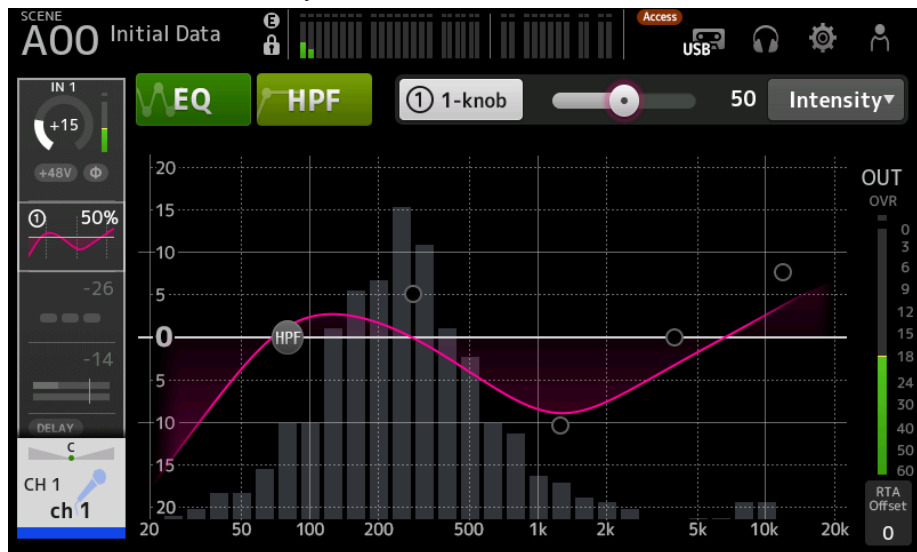 SCENE
A00 Initial Data
E
Access
USB
IN 1
+15
+48V Φ
① 50%
-26
-14
DELAY
C
CH 1
ch 1
EQ
HPF
① 1-knob
50
Intensity▾
20
15
10
5
0
5
10
15
20
HPF
20 50 100 200 500 1k 2k 5k 10k 20k
OUT
OVR
0
3
6
9
12
15
18
24
30
40
50
60
RTA
Offset
0